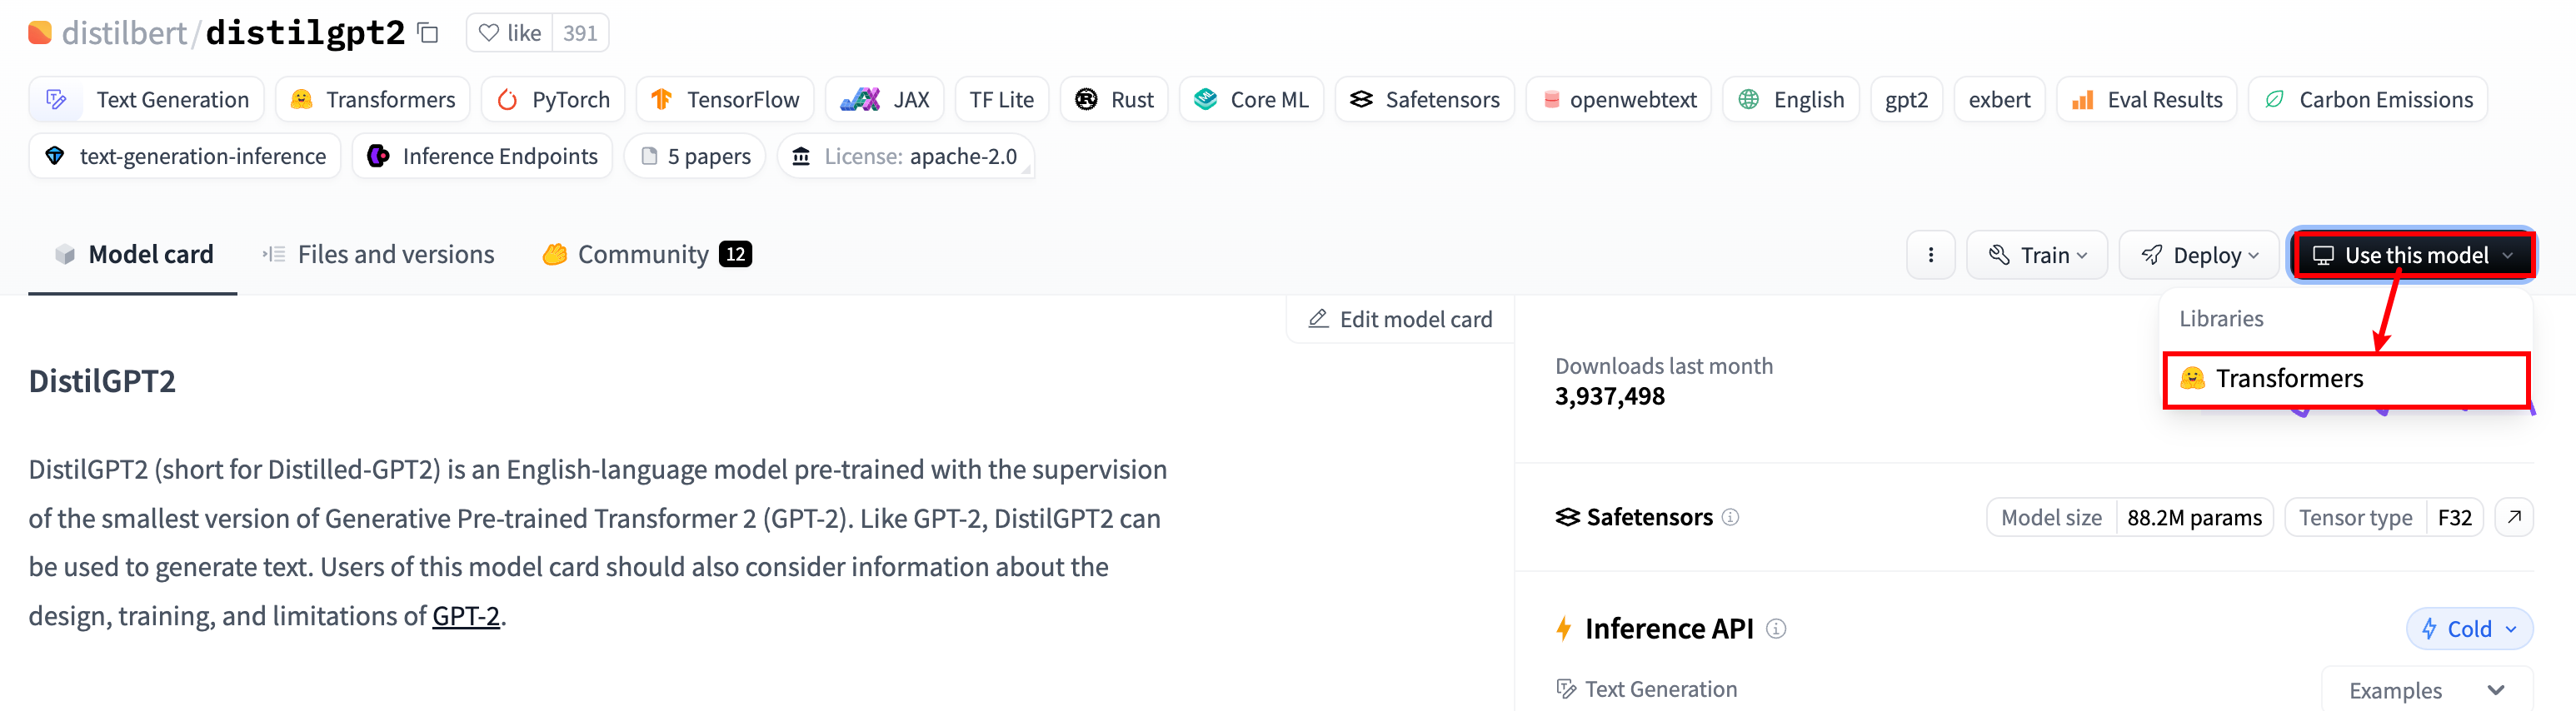 distilbert/distilgpt2 like 391
Text Generation Transformers PyTorch TensorFlow JAX TF Lite Rust Core ML Safetensors openwebtext English gpt2 exbert Eval Results Carbon Emissions
text-generation-inference Inference Endpoints 5 papers License: apache-2.0
Model card Files and versions Community 12 Train Deploy Use this model
Edit model card
Libraries
Transformers
DistilGPT2
DistilGPT2 (short for Distilled-GPT2) is an English-language model pre-trained with the supervision
of the smallest version of Generative Pre-trained Transformer 2 (GPT-2). Like GPT-2, DistilGPT2 can
be used to generate text. Users of this model card should also consider information about the
design, training, and limitations of GPT-2.
Downloads last month
3,937,498
Safetensors Model size 88.2M params Tensor type F32
Inference API Cold
Text Generation Examples